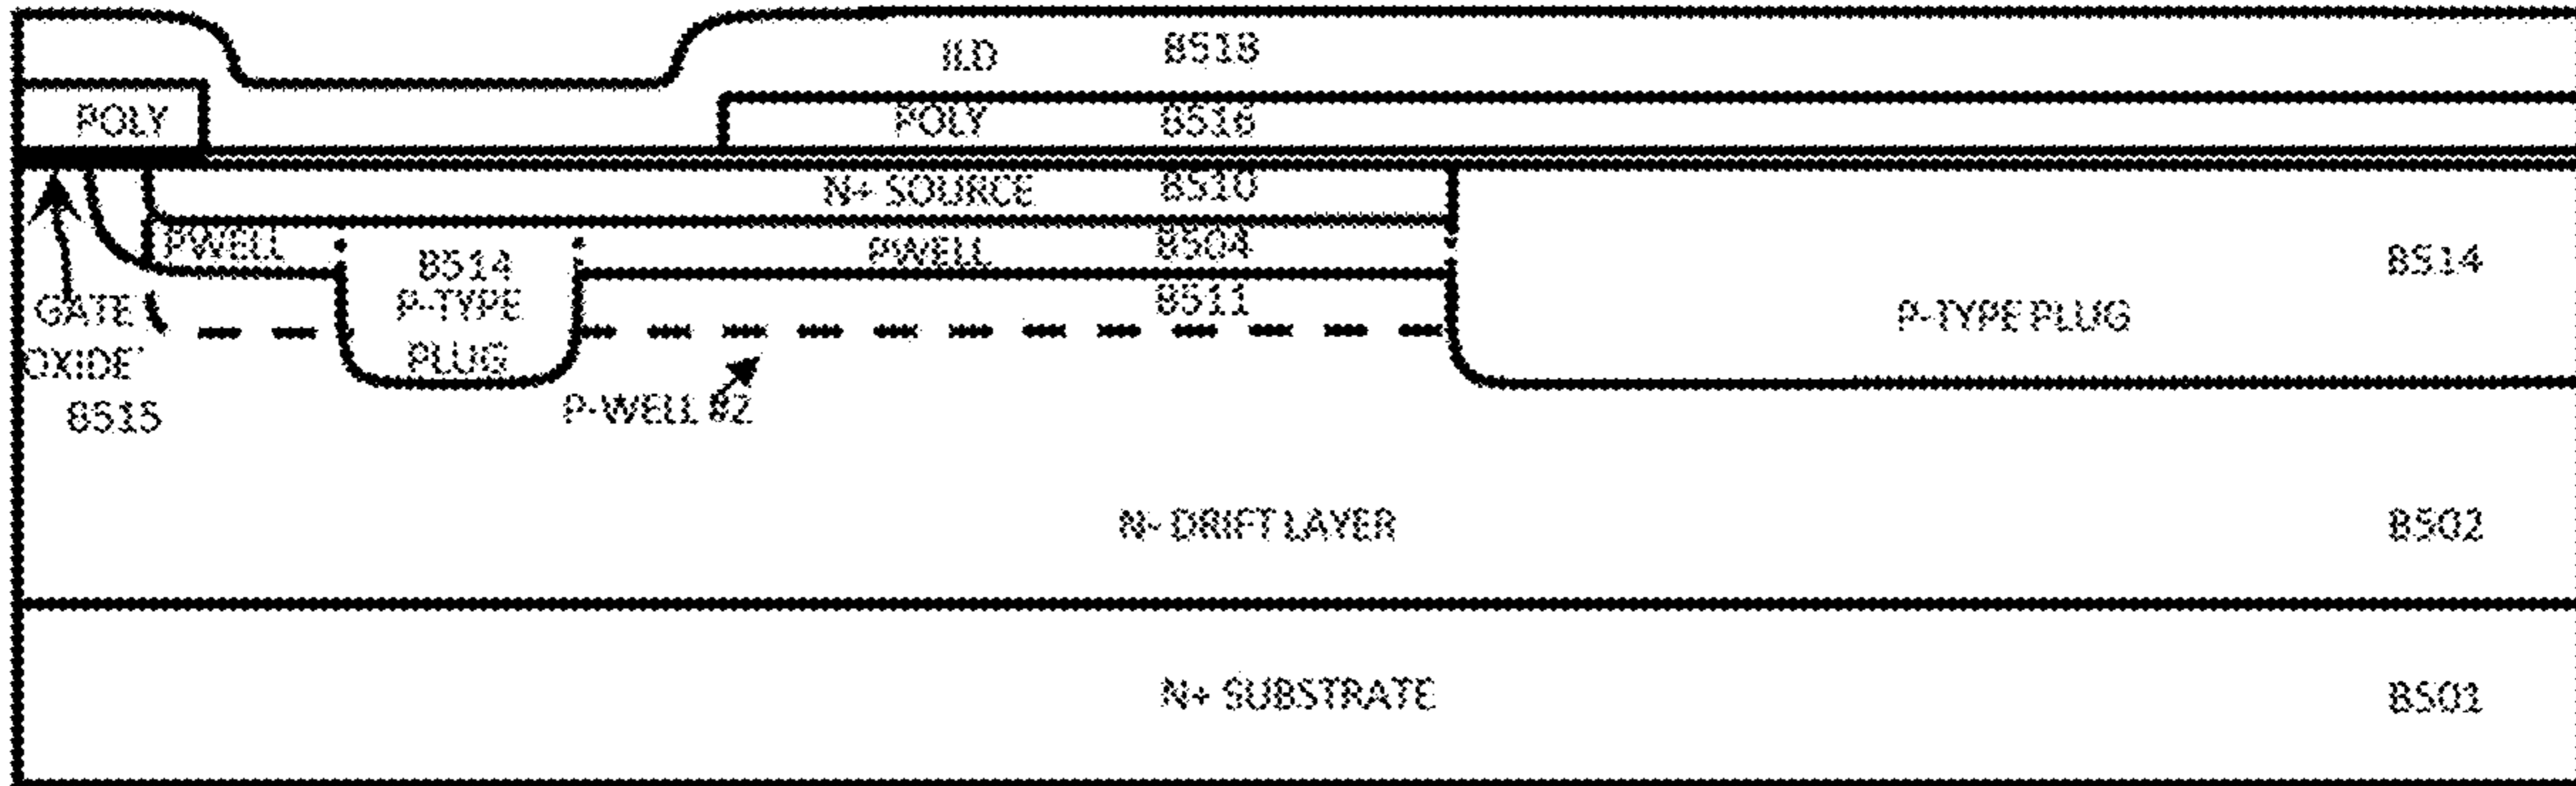 ILD 8518
POLY POLY 8516
N+ SOURCE 8510
PWELL PWELL 8504
8514
P-TYPE
PLUG
8511
8514
P-TYPE PLUG
GATE
OXIDE
8515
P-WELL #2
N- DRIFT LAYER 8502
N+ SUBSTRATE 8501